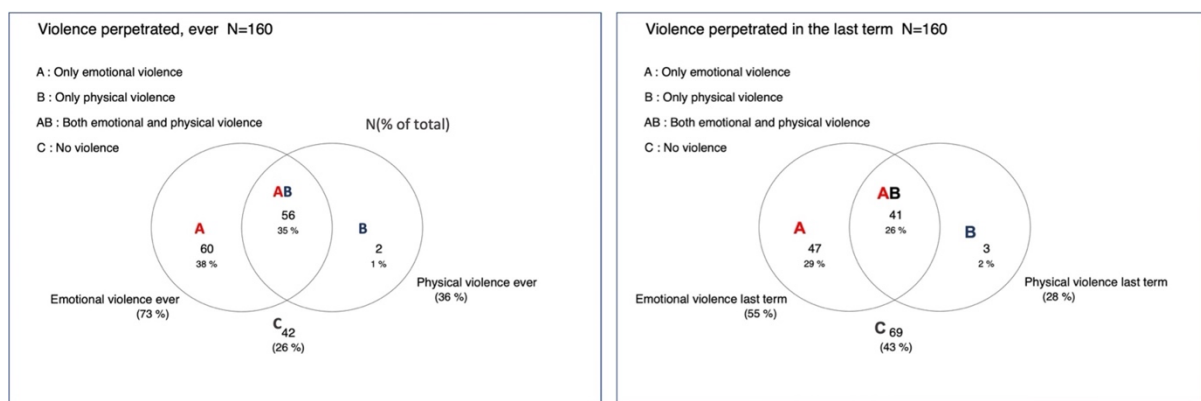 Violence perpetrated, ever N=160
A : Only emotional violence
B : Only physical violence
AB : Both emotional and physical violence
N(% of total)
C : No violence
AB
56
35 %
A
60
38 %
B
2
1 %
Emotional violence ever
(73 %)
Physical violence ever
(36 %)
C 42
(26 %)
Violence perpetrated in the last term N=160
A : Only emotional violence
B : Only physical violence
AB : Both emotional and physical violence
C : No violence
AB
41
26 %
A
47
29 %
B
3
2 %
Emotional violence last term
(55 %)
Physical violence last term
(28 %)
C 69
(43 %)